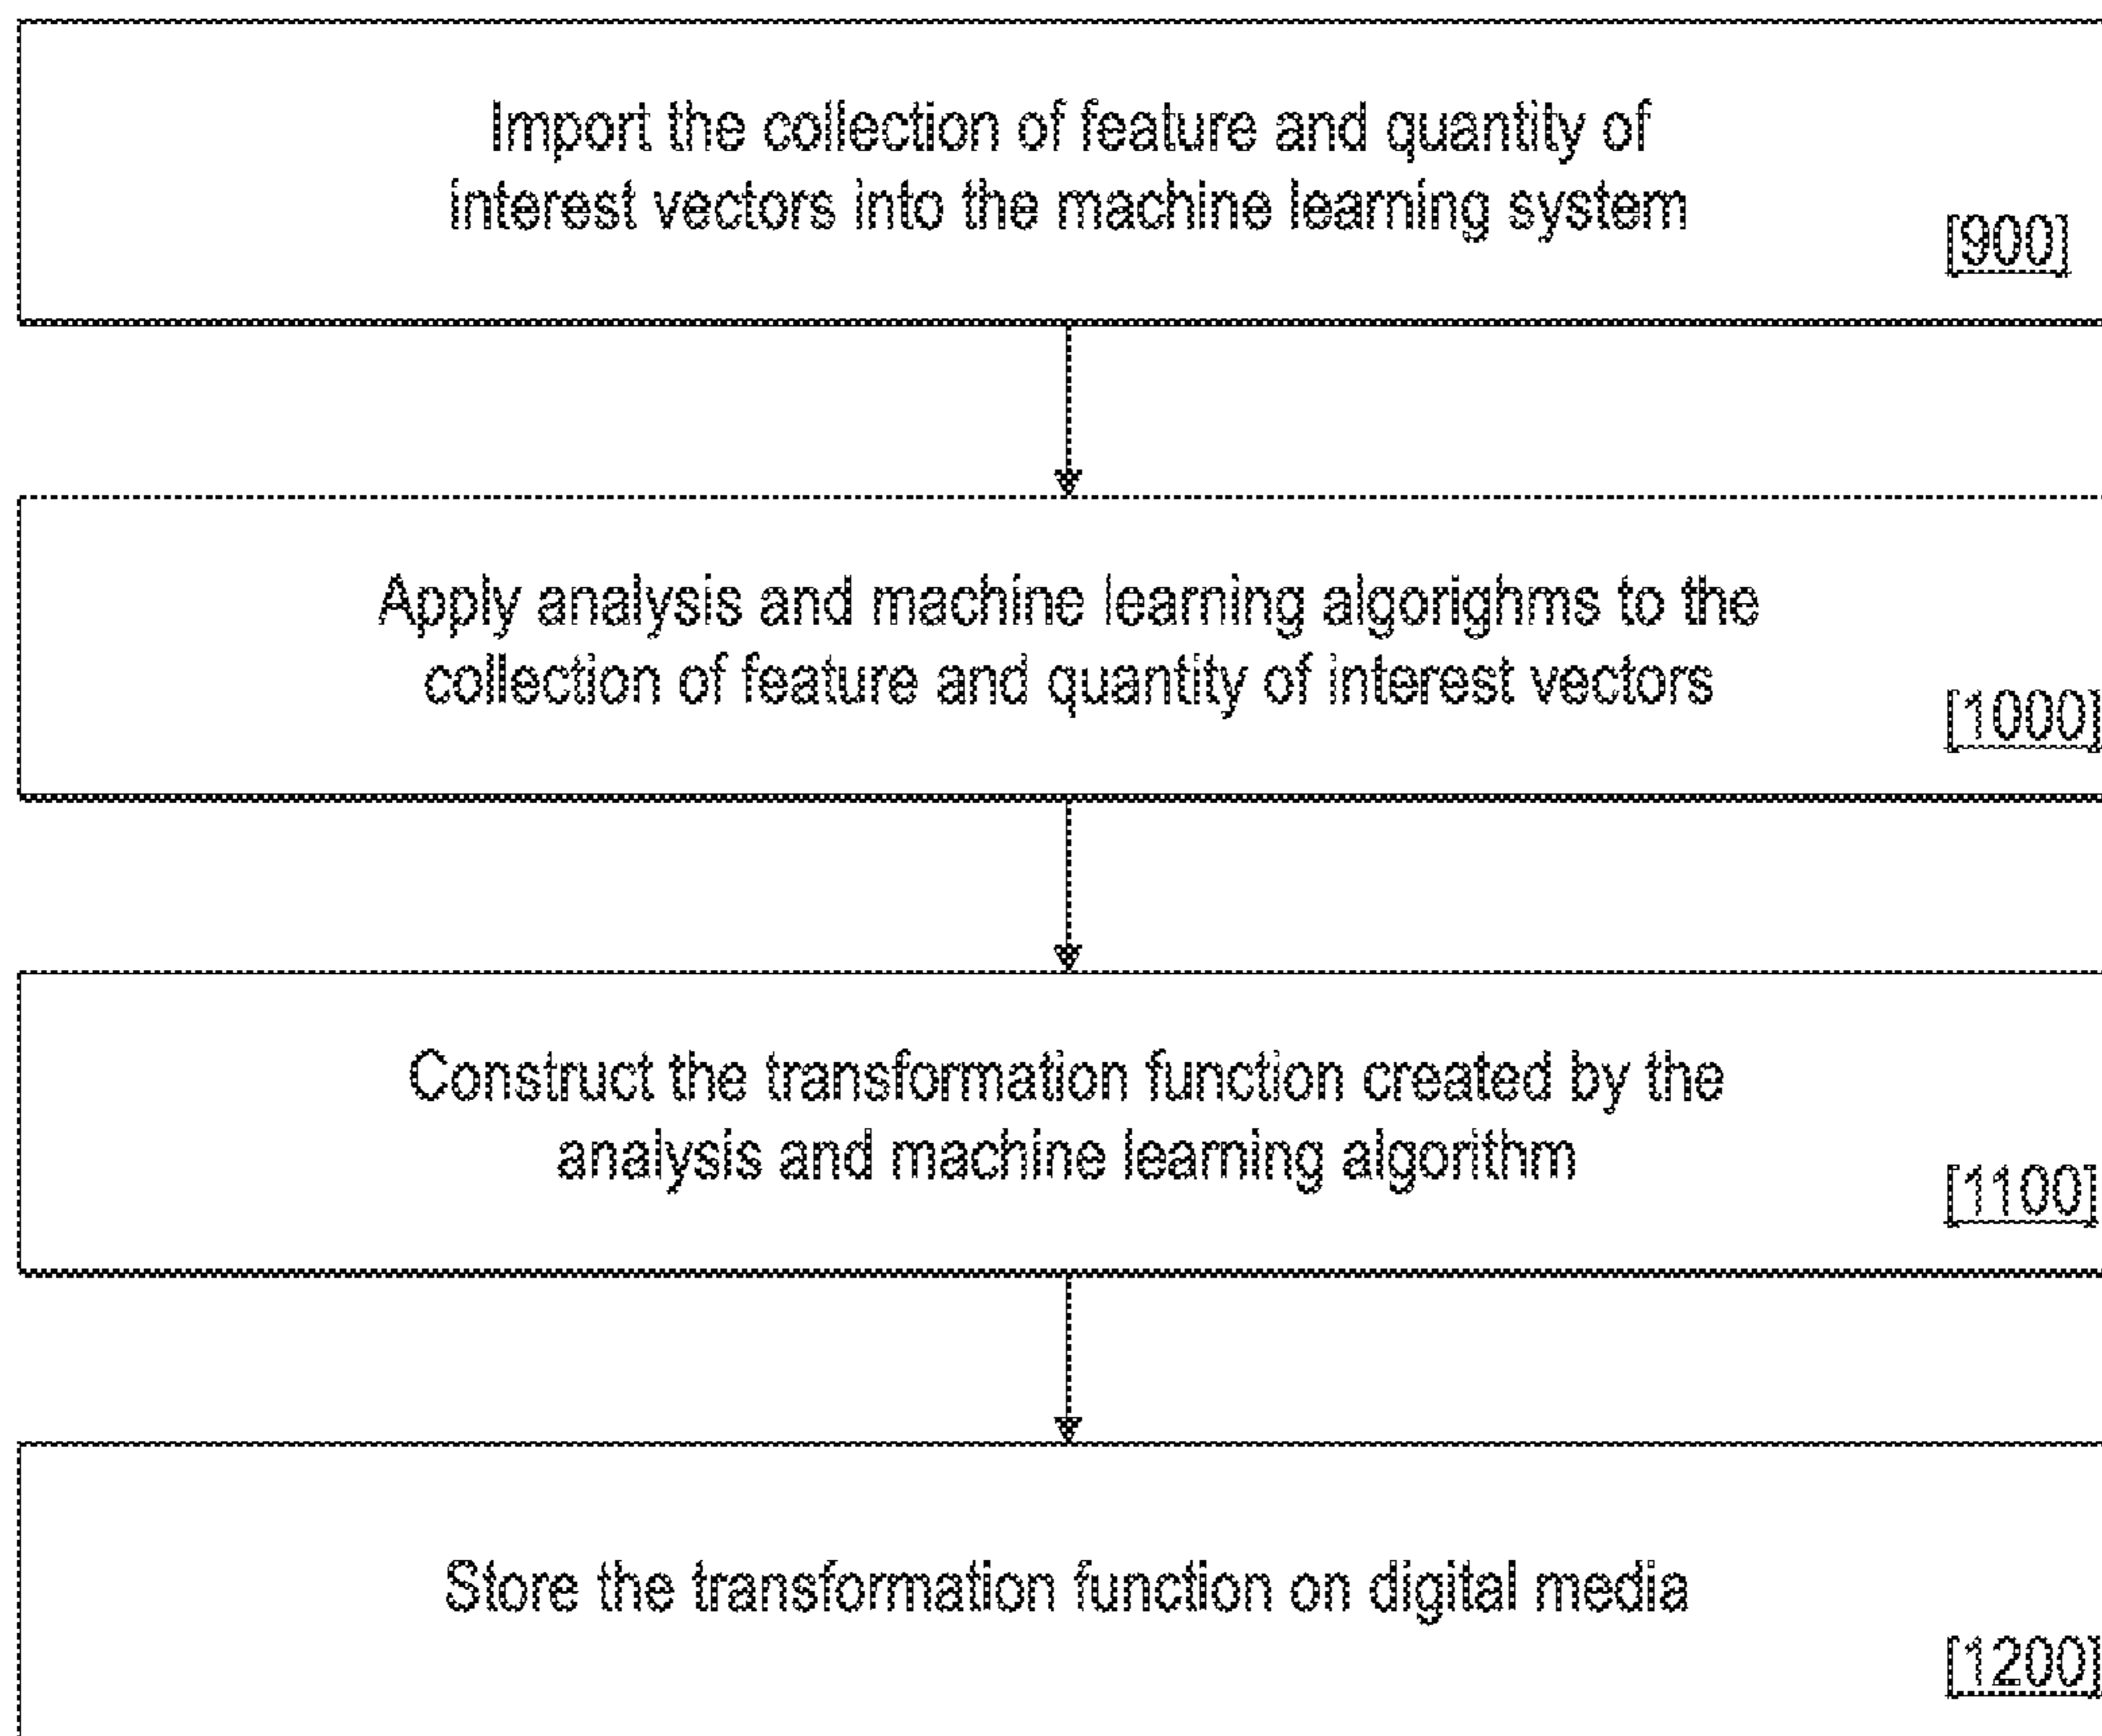 Import the collection of feature and quantity of
interest vectors into the machine learning system
[900]
Apply analysis and machine learning algorighms to the
collection of feature and quantity of interest vectors
[1000]
Construct the transformation function created by the
analysis and machine learning algorithm
[1100]
Store the transformation function on digital media
[1200]